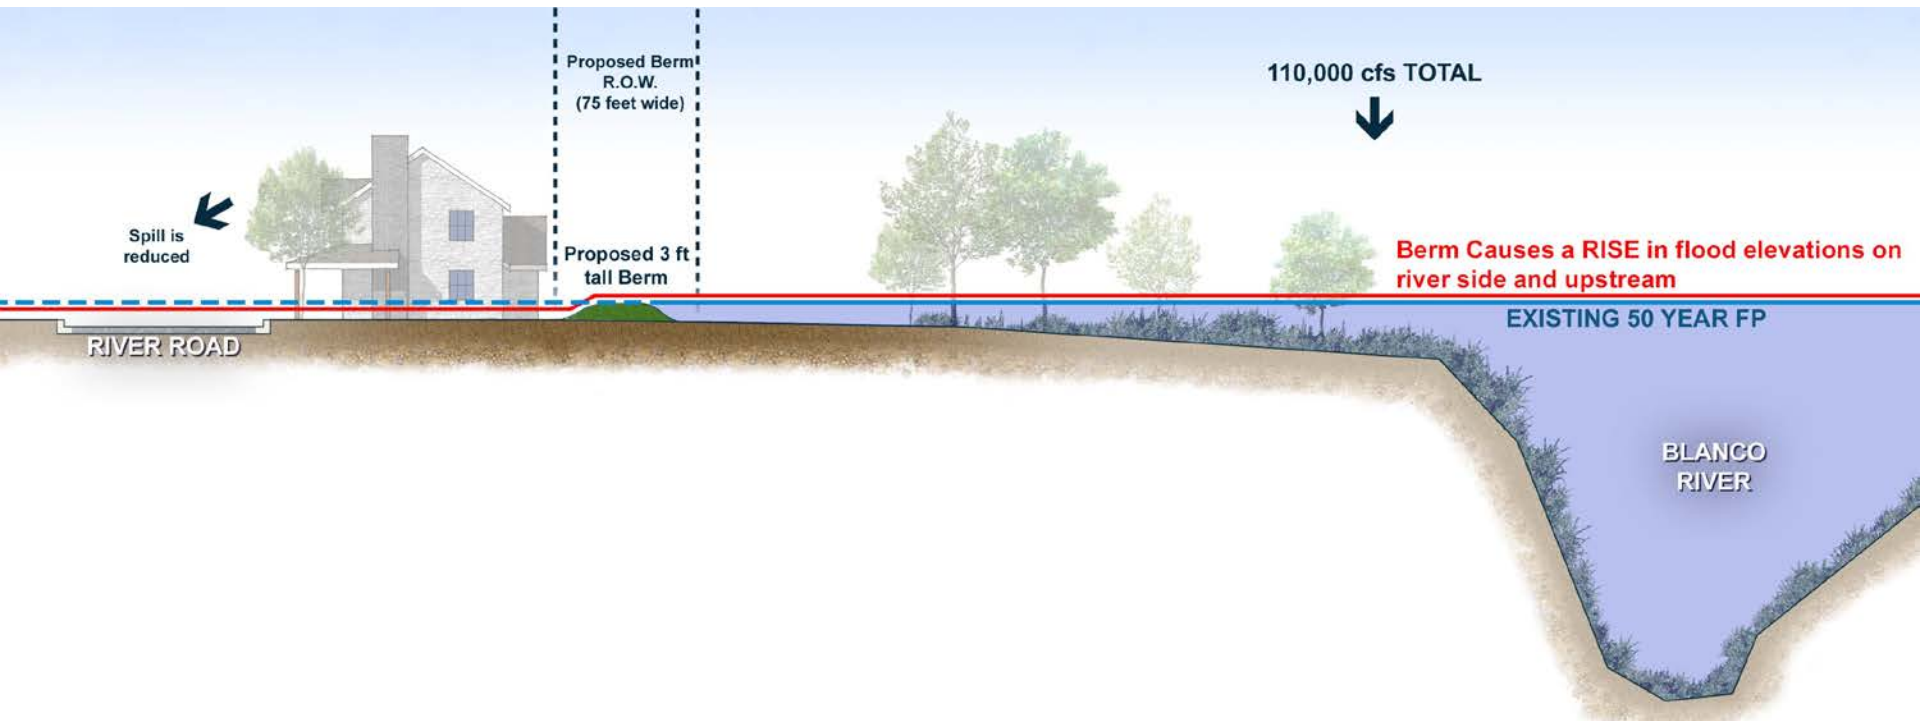 Proposed Berm
R.O.W.
(75 feet wide)
110,000 cfs TOTAL
Spill is
reduced
Proposed 3 ft
tall Berm
Berm Causes a RISE in flood elevations on
river side and upstream
EXISTING 50 YEAR FP
RIVER ROAD
BLANCO
RIVER